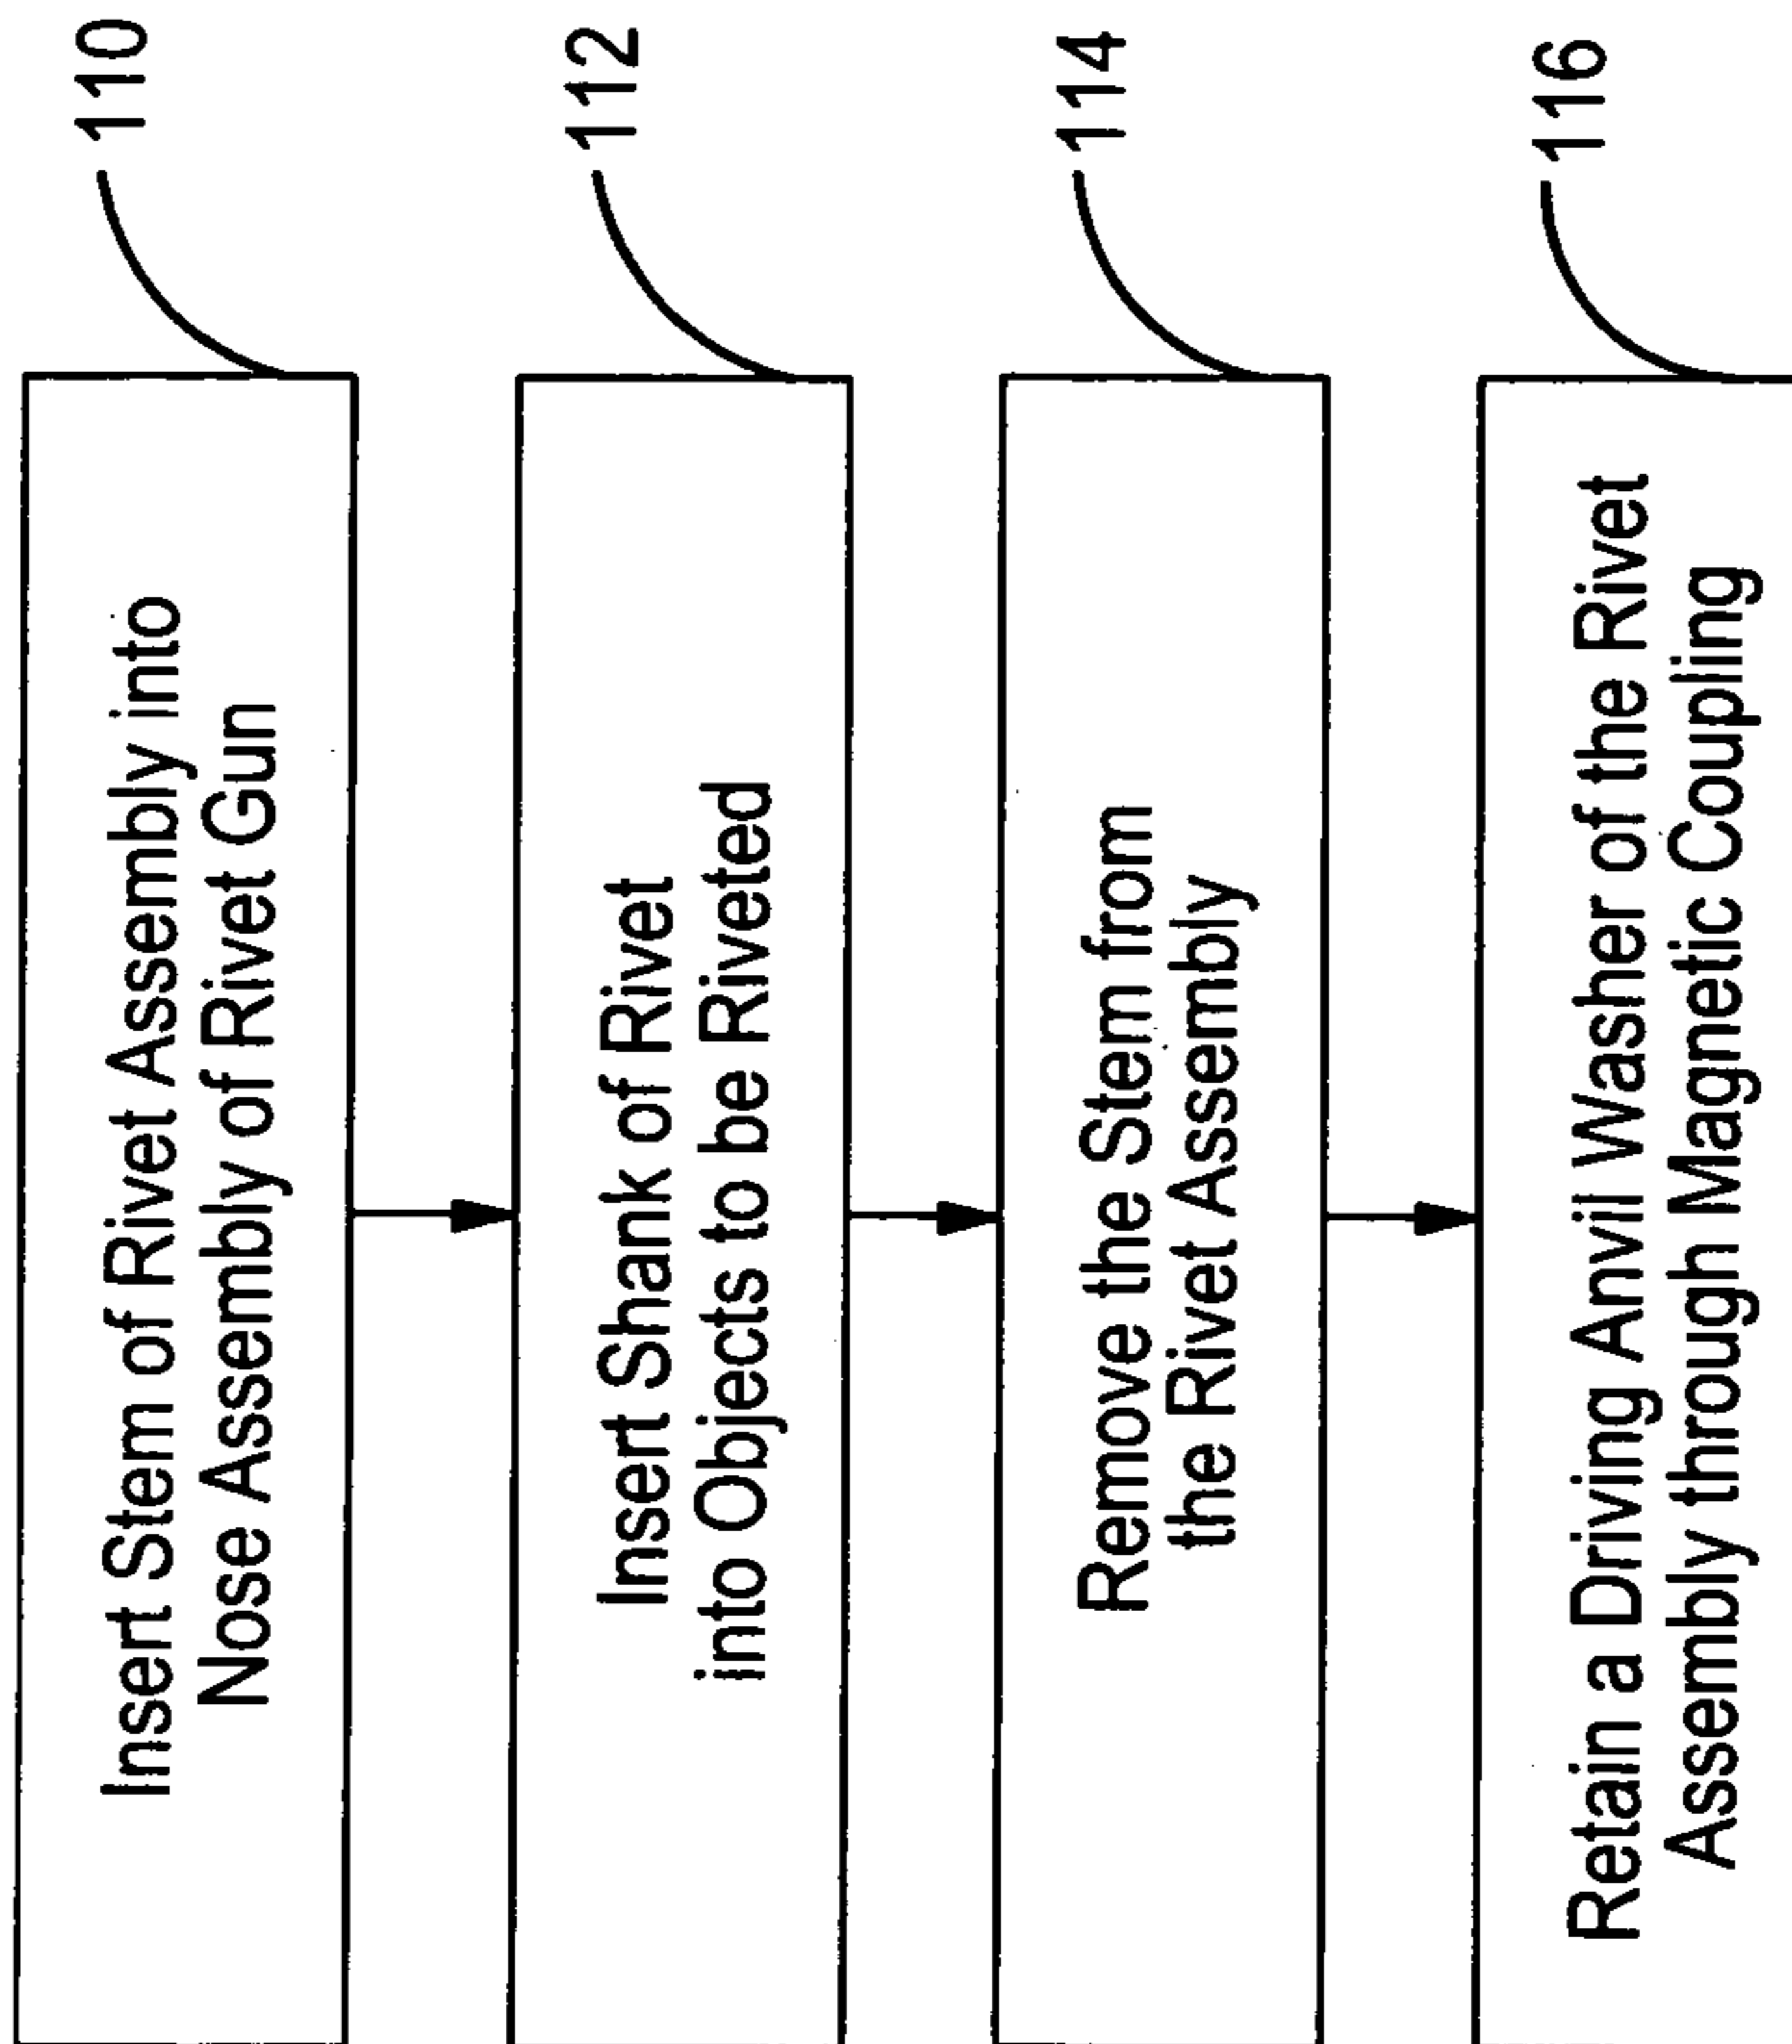 Insert Stem of Rivet Assembly into
Nose Assembly of Rivet Gun
110
Insert Shank of Rivet
into Objects to be Riveted
112
Remove the Stem from
the Rivet Assembly
114
Retain a Driving Anvil Washer of the Rivet
Assembly through Magnetic Coupling
116